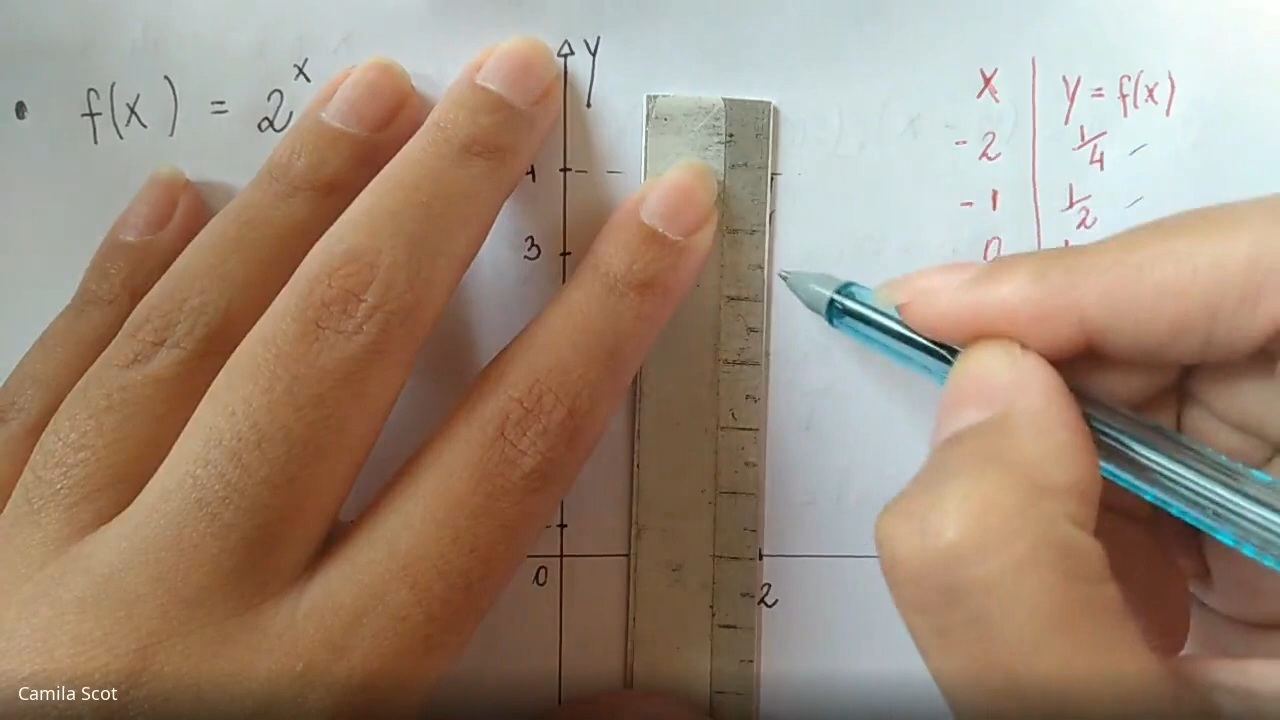 • f(x) = 2^x
y
4
3
0
2
x | y = f(x)
-2 | 1/4
-1 | 1/2
0
Camila Scot